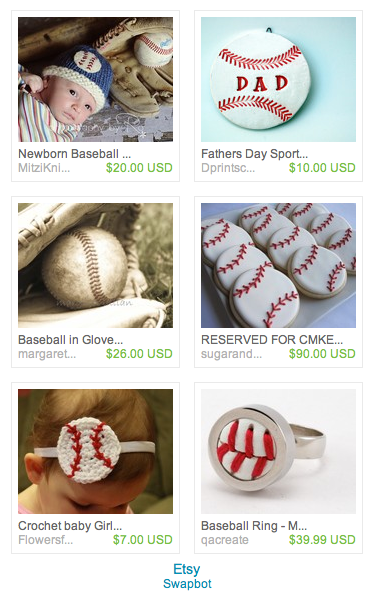 Newborn Baseball ...
MitziKni... $20.00 USD
DAD
Fathers Day Sport...
Dprintsc... $10.00 USD
Baseball in Glove...
margaret... $26.00 USD
RESERVED FOR CMKE...
sugarand... $90.00 USD
Crochet baby Girl...
Flowersf... $7.00 USD
Baseball Ring - M...
qacreate $39.99 USD
Etsy
Swapbot